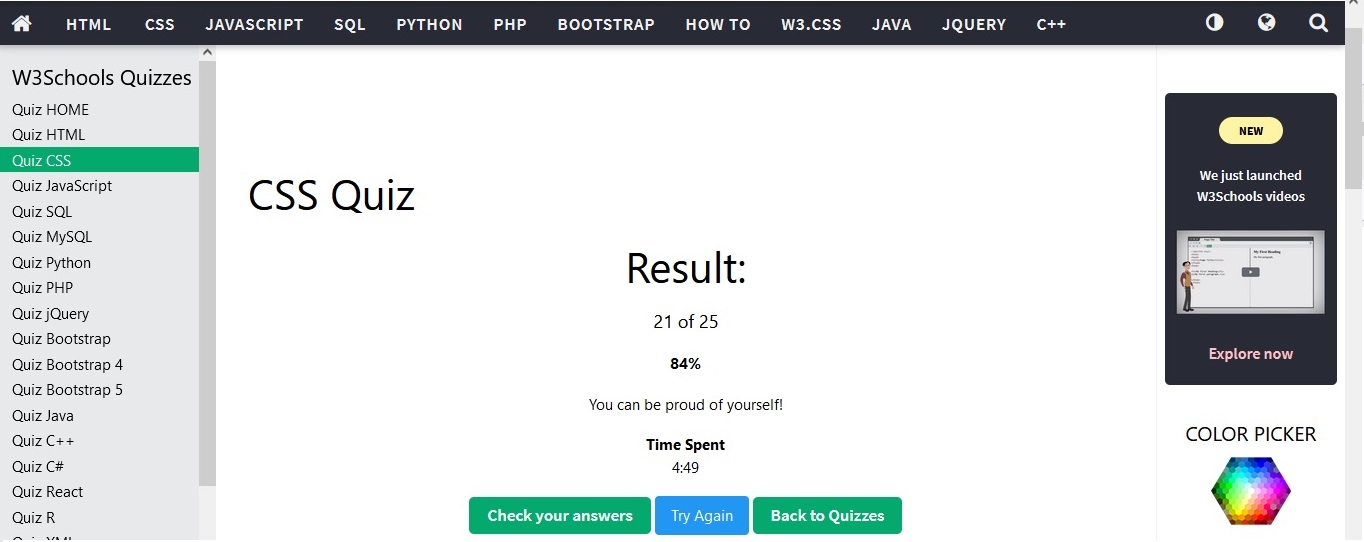 HTML CSS JAVASCRIPT SQL PYTHON PHP BOOTSTRAP HOW TO W3.CSS JAVA JQUERY C++
W3Schools Quizzes
Quiz HOME
Quiz HTML
Quiz CSS
Quiz JavaScript
Quiz SQL
Quiz MySQL
Quiz Python
Quiz PHP
Quiz jQuery
Quiz Bootstrap
Quiz Bootstrap 4
Quiz Bootstrap 5
Quiz Java
Quiz C++
Quiz C#
Quiz React
Quiz R
Quiz XML
CSS Quiz
Result:
21 of 25
84%
You can be proud of yourself!
Time Spent
4:49
Check your answers Try Again Back to Quizzes
NEW
We just launched
W3Schools videos
Explore now
COLOR PICKER